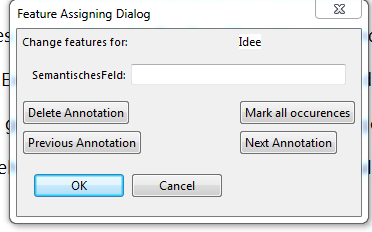 Feature Assigning Dialog
Change features for: Idee
SemantischesFeld:
Delete Annotation Mark all occurences
Previous Annotation Next Annotation
OK Cancel